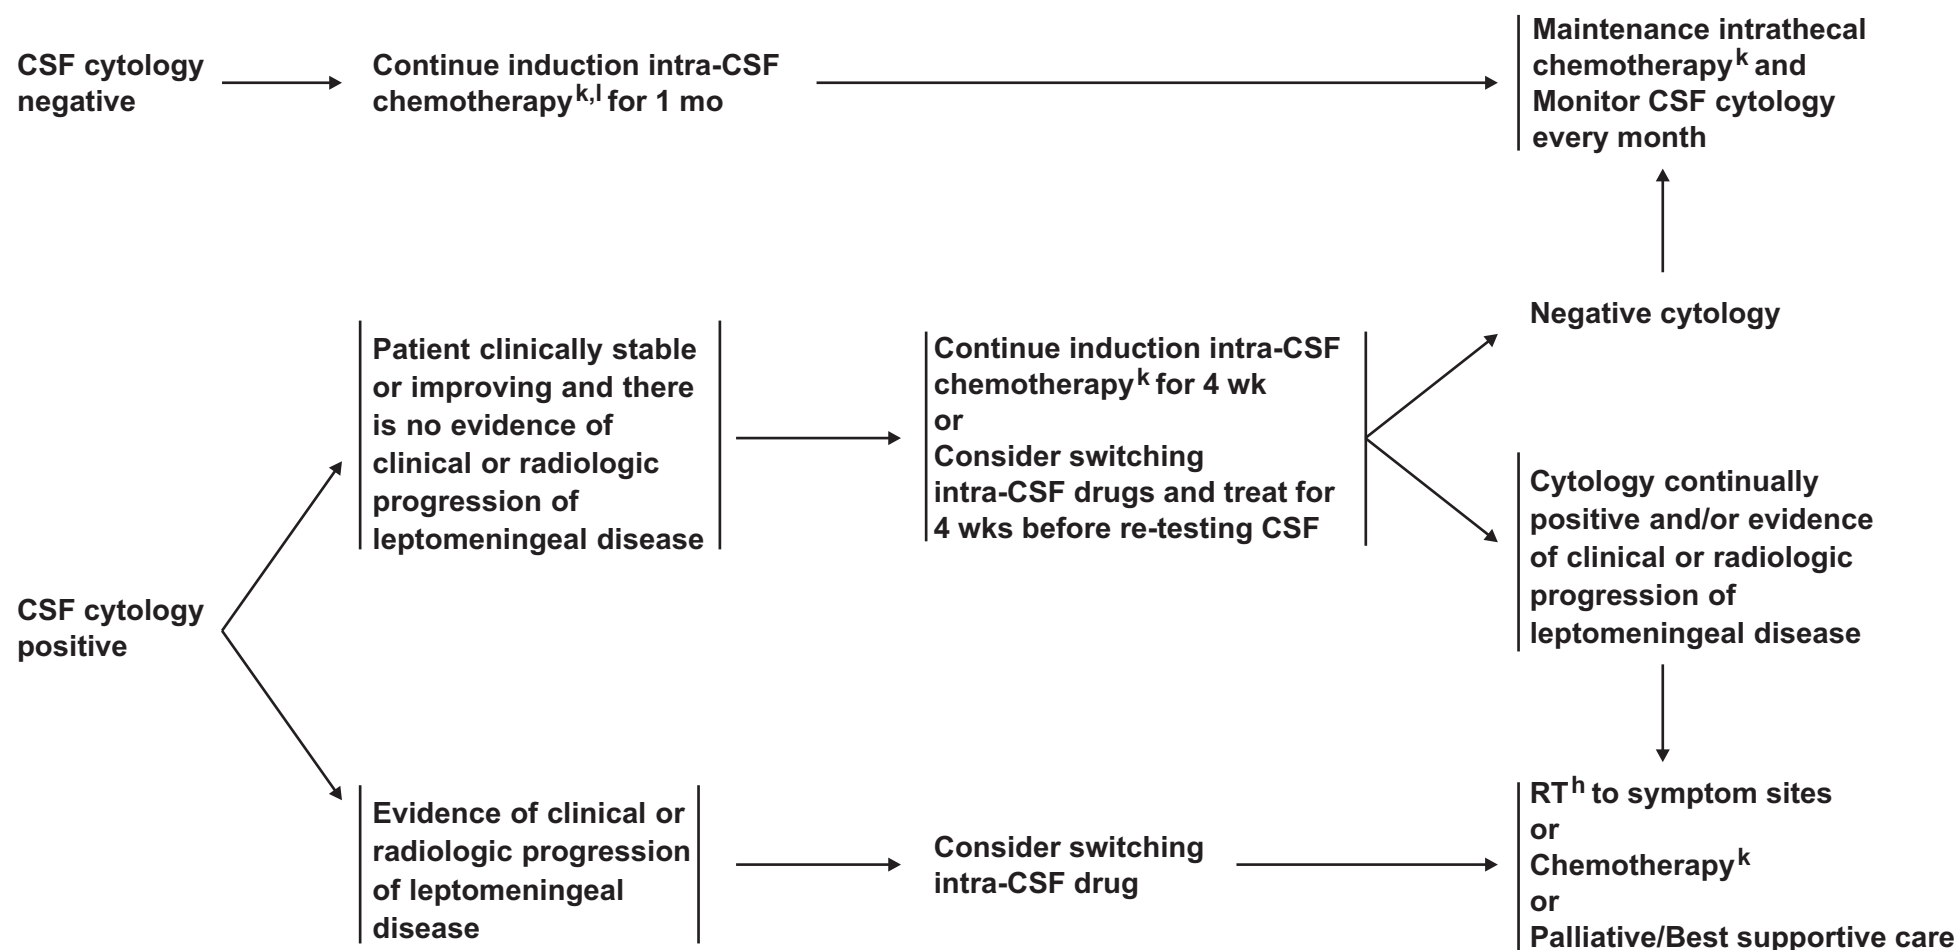 CSF cytology
negative
Continue induction intra-CSF
chemotherapy k,l for 1 mo
Maintenance intrathecal
chemotherapy k and
Monitor CSF cytology
every month
CSF cytology
positive
Patient clinically stable
or improving and there
is no evidence of
clinical or radiologic
progression of
leptomeningeal disease
Continue induction intra-CSF
chemotherapy k for 4 wk
or
Consider switching
intra-CSF drugs and treat for
4 wks before re-testing CSF
Negative cytology
Cytology continually
positive and/or evidence
of clinical or radiologic
progression of
leptomeningeal disease
Evidence of clinical or
radiologic progression
of leptomeningeal
disease
Consider switching
intra-CSF drug
RT h to symptom sites
or
Chemotherapy k
or
Palliative/Best supportive care